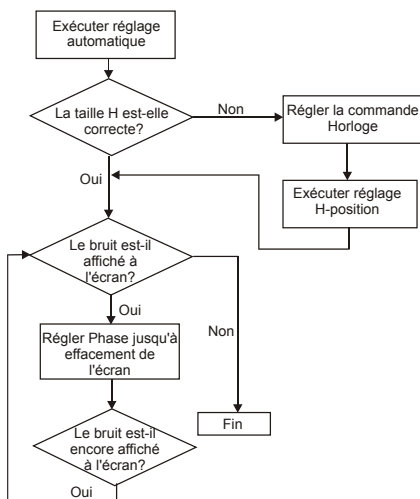 Exécuter réglage
automatique
La taille H est-elle
correcte?
Non
Régler la commande
Horloge
Oui
Exécuter réglage
H-position
Le bruit est-il
affiché à
l'écran?
Oui
Non
Régler Phase jusqu'à
effacement de
l'écran
Fin
Le bruit est-il
encore affiché
à l'écran?
Oui